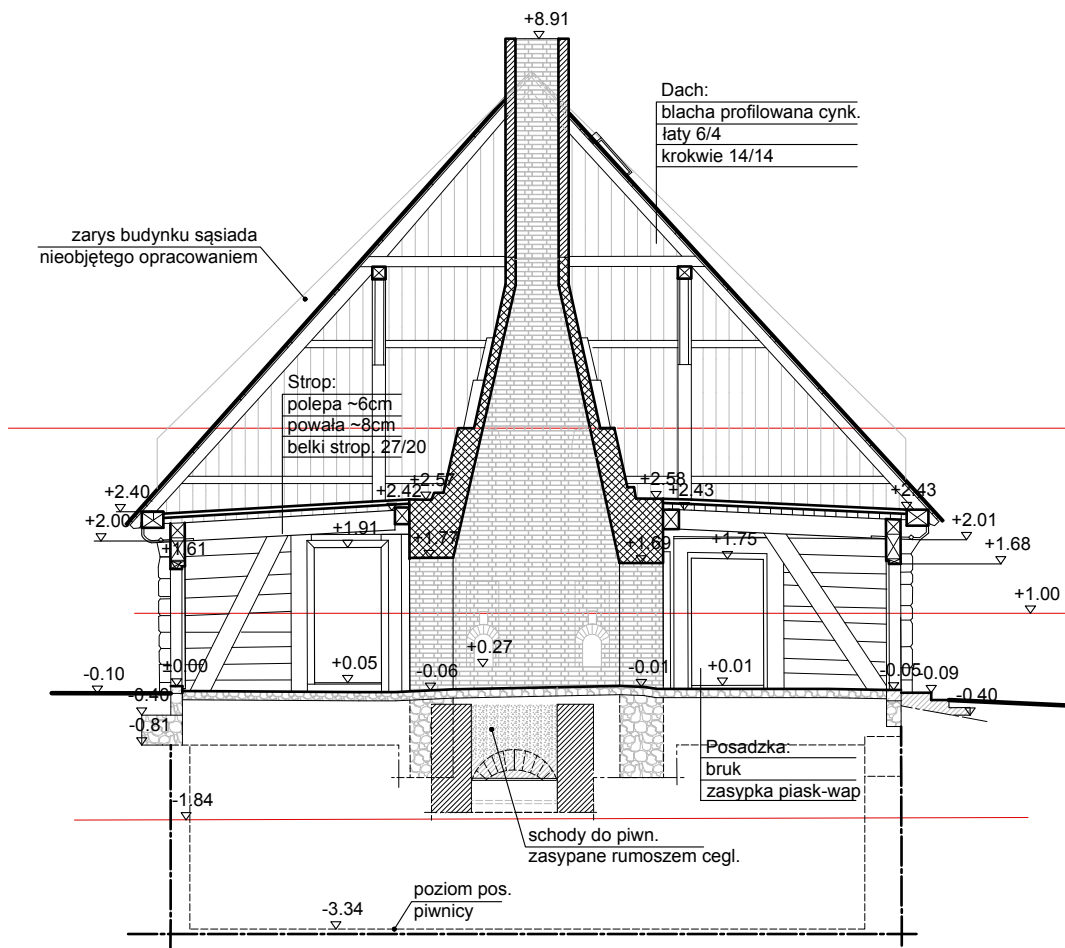 +8.91
Dach:
blacha profilowana cynk.
łaty 6/4
krokwie 14/14
zarys budynku sąsiada
nieobjętego opracowaniem
Strop:
polepa ~6cm
powała ~8cm
belki strop. 27/20
+2.57
+2.58
+2.40
+2.42
+2.43
+2.43
+2.00
+2.01
+1.91
+1.77
+1.75
+1.69
+1.61
+1.68
+1.00
+0.27
-0.10
±0.00
+0.05
-0.06
-0.01
+0.01
-0.05
-0.09
-0.40
-0.40
-0.81
Posadzka:
bruk
zasypka piask-wap
-1.84
schody do piwn.
zasypane rumoszem cegl.
poziom pos.
piwnicy
-3.34